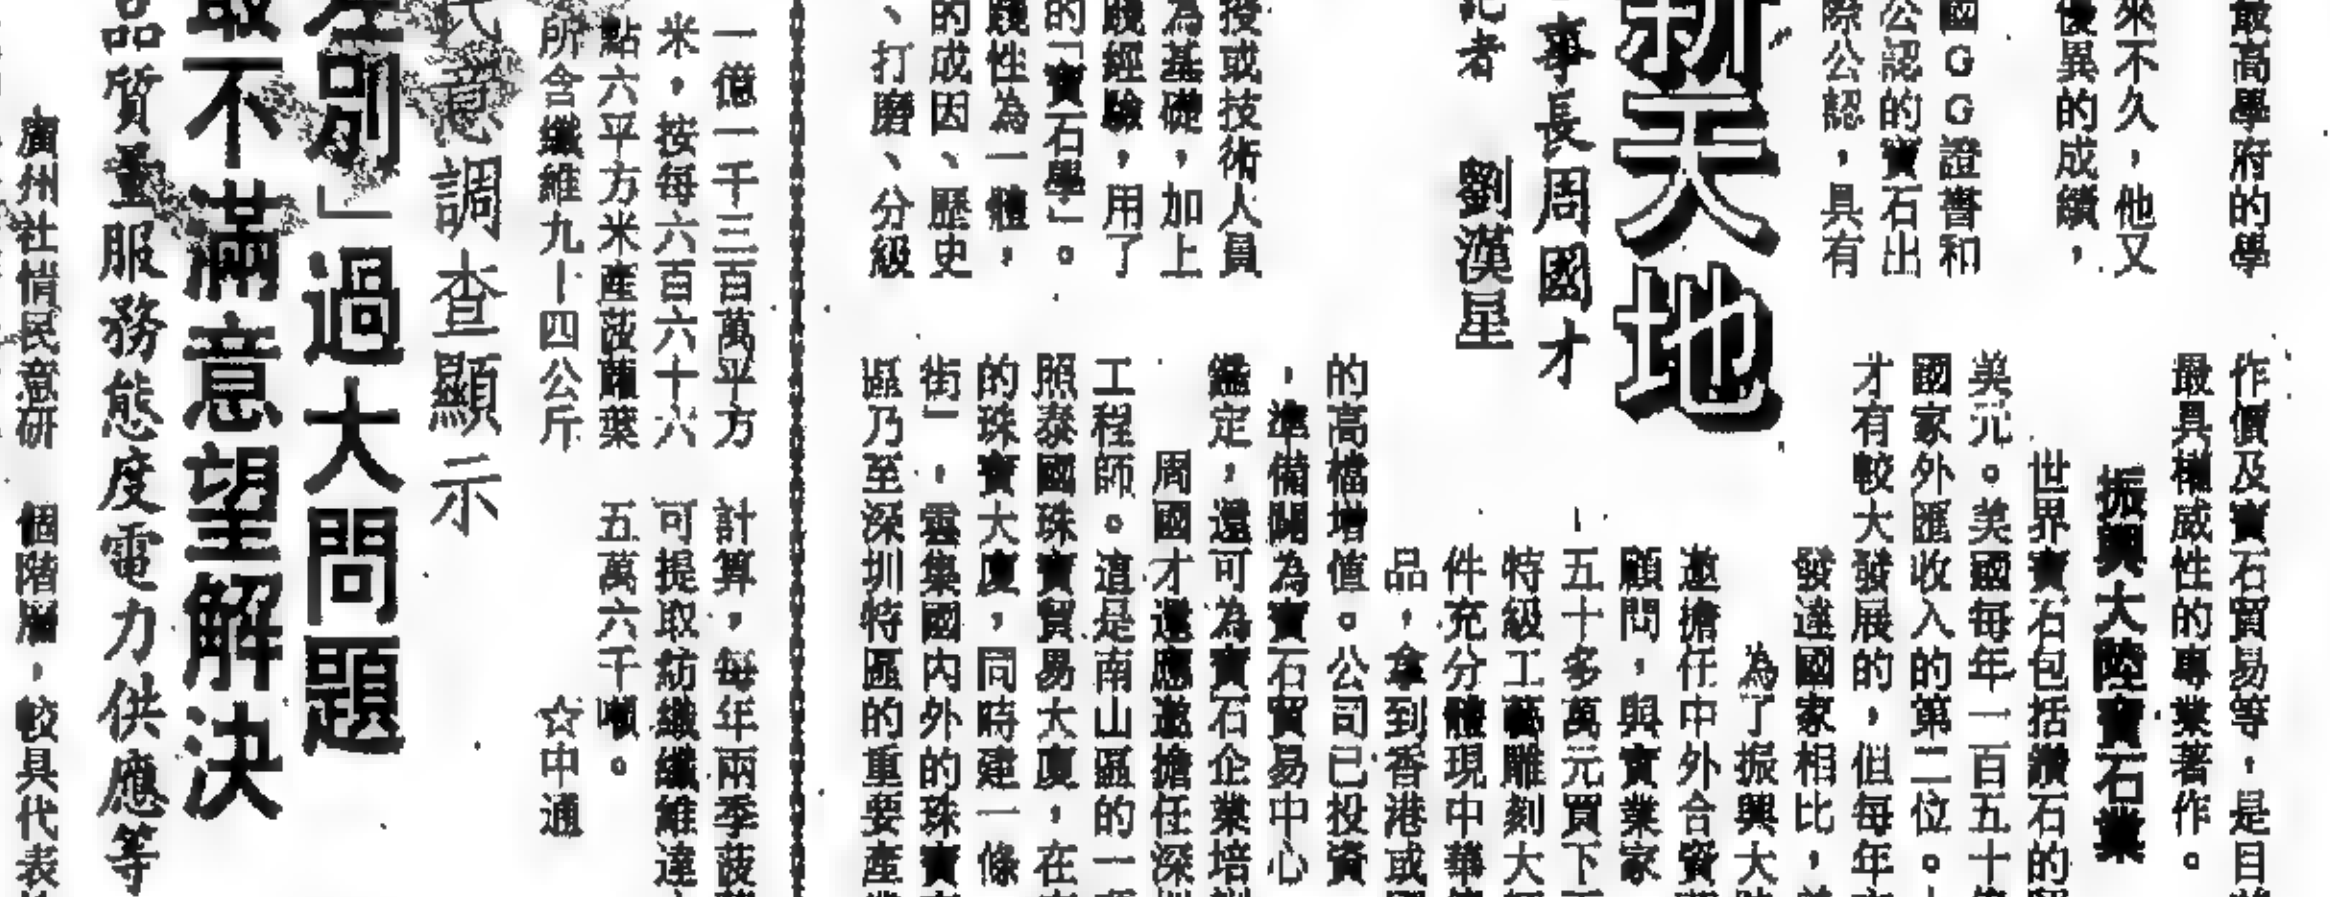 最高學府的學
來不久，他又
優異的成績，
國GG證書和
公認的寶石出
際公認，具有
新天地
事長周國才
記者　劉漢星
授或技術人員
為基礎，加上
踐經驗，用了
的「寶石學」。
踐性為一體，
的成因、歷史
、打磨、分級
作價及寶石貿易等，是目
最具權威性的專業著作。
振興大陸寶石業
世界寶石包括鑽石的
美元。美國每年一百五十
國家外匯收入的第二位。
才有較大發展的，但每年
發達國家相比，
為了振興大
邀擔任中外合資
顧問，與實業家
五十多萬元買下
特級工藝雕刻大
件充分體現中華
品，拿到香港或
的高檔增值。公司已投資
，準備開為寶石貿易中心
鑑定，還可為寶石企業培訓
周國才還應邀擔任深圳
工程師。這是南山區的一
照泰國珠寶貿易大廈，在
的珠寶大廈，同時建一條
街」，雲集國內外的珠寶
區乃至深圳特區的重要產
一億一千三百萬平方
米，按每六百六十六
點六平方米產菠蘿葉
所含纖維九－四公斤
計算，每年兩季菠
可提取紡織纖維達
五萬六千噸。
☆中通
民意調查顯示
差別」過大問題
最不滿意望解決
品質量服務態度電力供應等
廣州社情民意研
個階層，較具代表